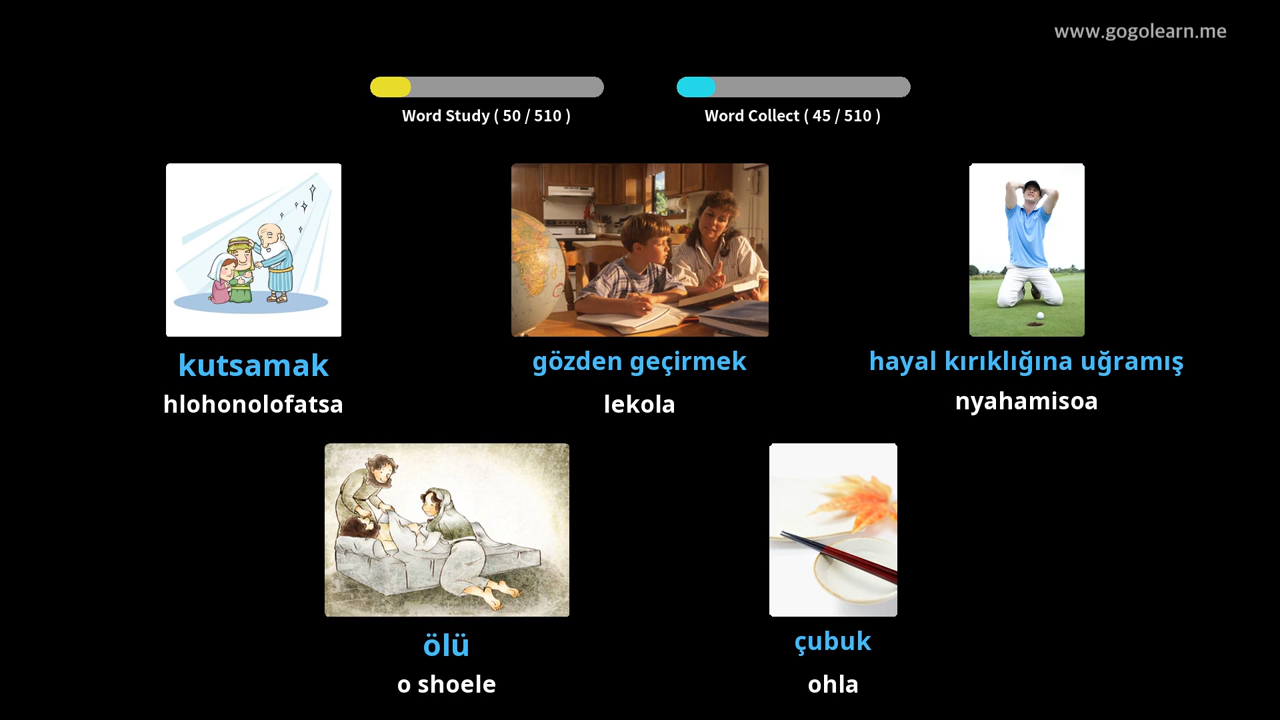 www.gogolearn.me
Word Study ( 50 / 510 )
Word Collect ( 45 / 510 )
kutsamak
hlohonolofatsa
gözden geçirmek
lekola
hayal kırıklığına uğramış
nyahamisoa
ölü
o shoele
çubuk
ohla